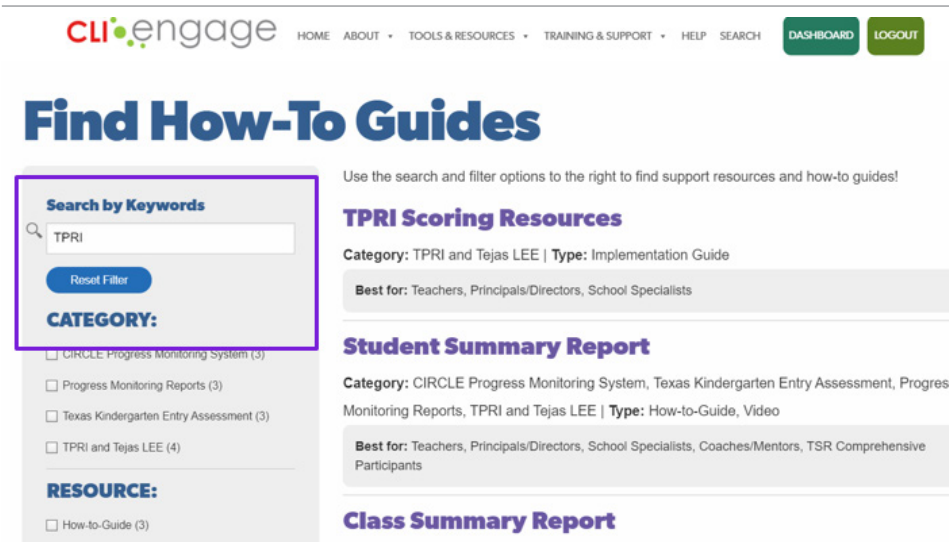 CLI engage HOME ABOUT TOOLS & RESOURCES TRAINING & SUPPORT HELP SEARCH DASHBOARD LOGOUT
Find How-To Guides
Search by Keywords
TPRI
Reset Filter
CATEGORY:
CIRCLE Progress Monitoring System (3)
Progress Monitoring Reports (3)
Texas Kindergarten Entry Assessment (3)
TPRI and Tejas LEE (4)
RESOURCE:
How-to-Guide (3)
Use the search and filter options to the right to find support resources and how-to guides!
TPRI Scoring Resources
Category: TPRI and Tejas LEE | Type: Implementation Guide
Best for: Teachers, Principals/Directors, School Specialists
Student Summary Report
Category: CIRCLE Progress Monitoring System, Texas Kindergarten Entry Assessment, Progres
Monitoring Reports, TPRI and Tejas LEE | Type: How-to-Guide, Video
Best for: Teachers, Principals/Directors, School Specialists, Coaches/Mentors, TSR Comprehensive
Participants
Class Summary Report